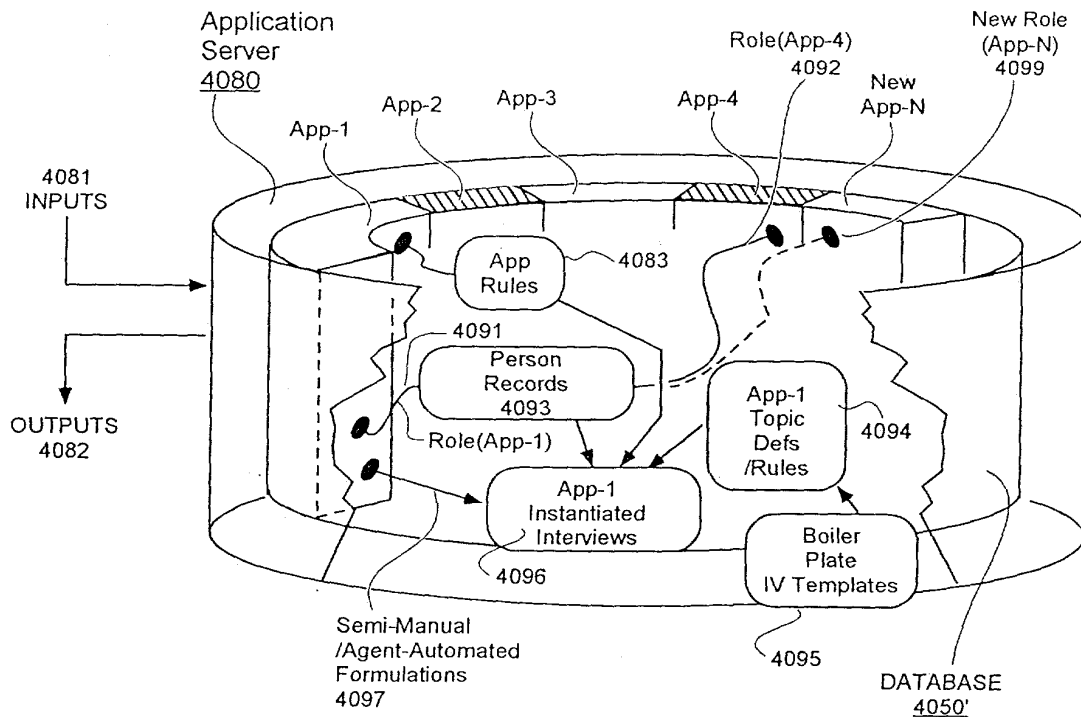 Application
Server
4080
App-1
App-2
App-3
Role(App-4)
4092
App-4
New
App-N
New Role
(App-N)
4099
4081
INPUTS
OUTPUTS
4082
App
Rules
4083
4091
Person
Records
4093
Role(App-1)
App-1
Topic
Defs
/Rules
4094
App-1
Instantiated
Interviews
4096
Boiler
Plate
IV Templates
4095
Semi-Manual
/Agent-Automated
Formulations
4097
DATABASE
4050'